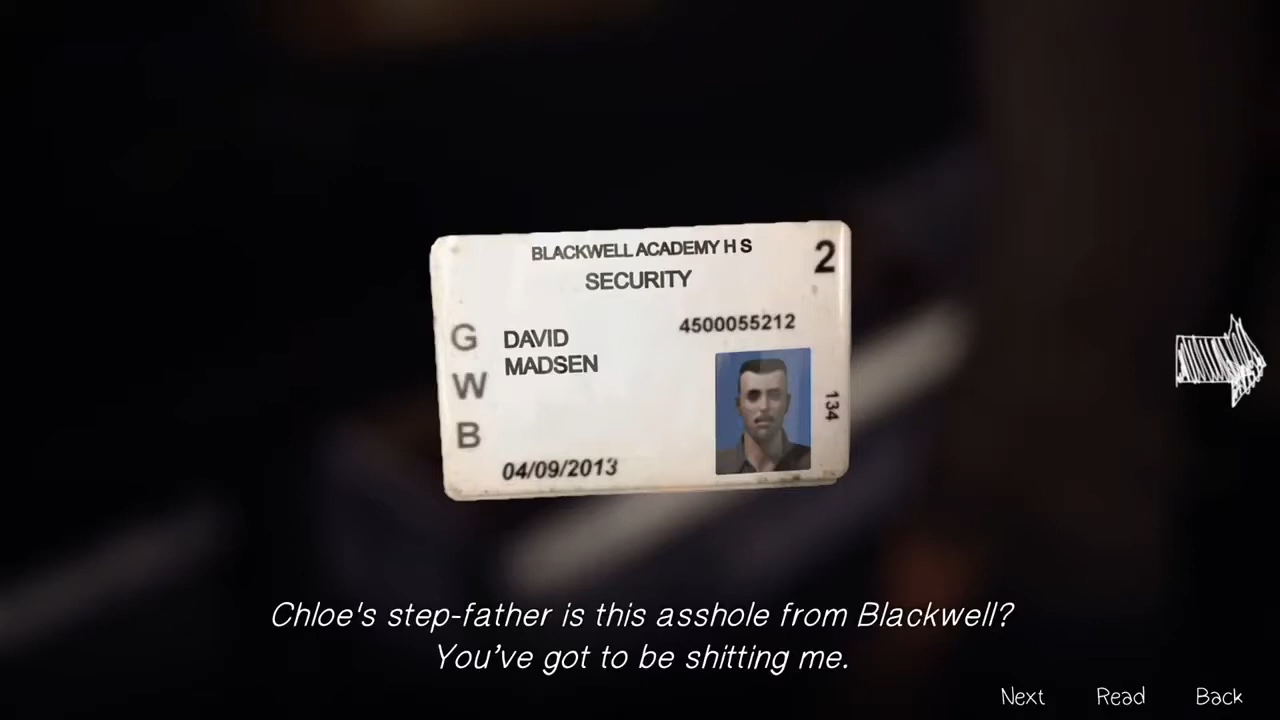 BLACKWELL ACADEMY H S
SECURITY
2
G
W
B
DAVID
MADSEN
4500055212
134
04/09/2013
Chloe's step-father is this asshole from Blackwell?
You've got to be shitting me.
Next Read Back